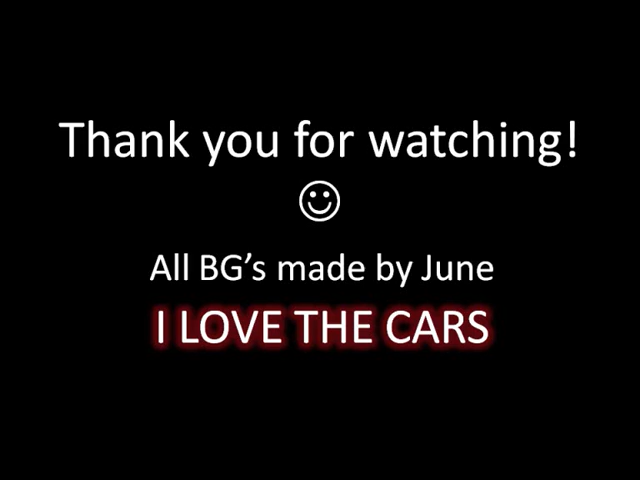 Thank you for watching!
☺
All BG’s made by June
I LOVE THE CARS